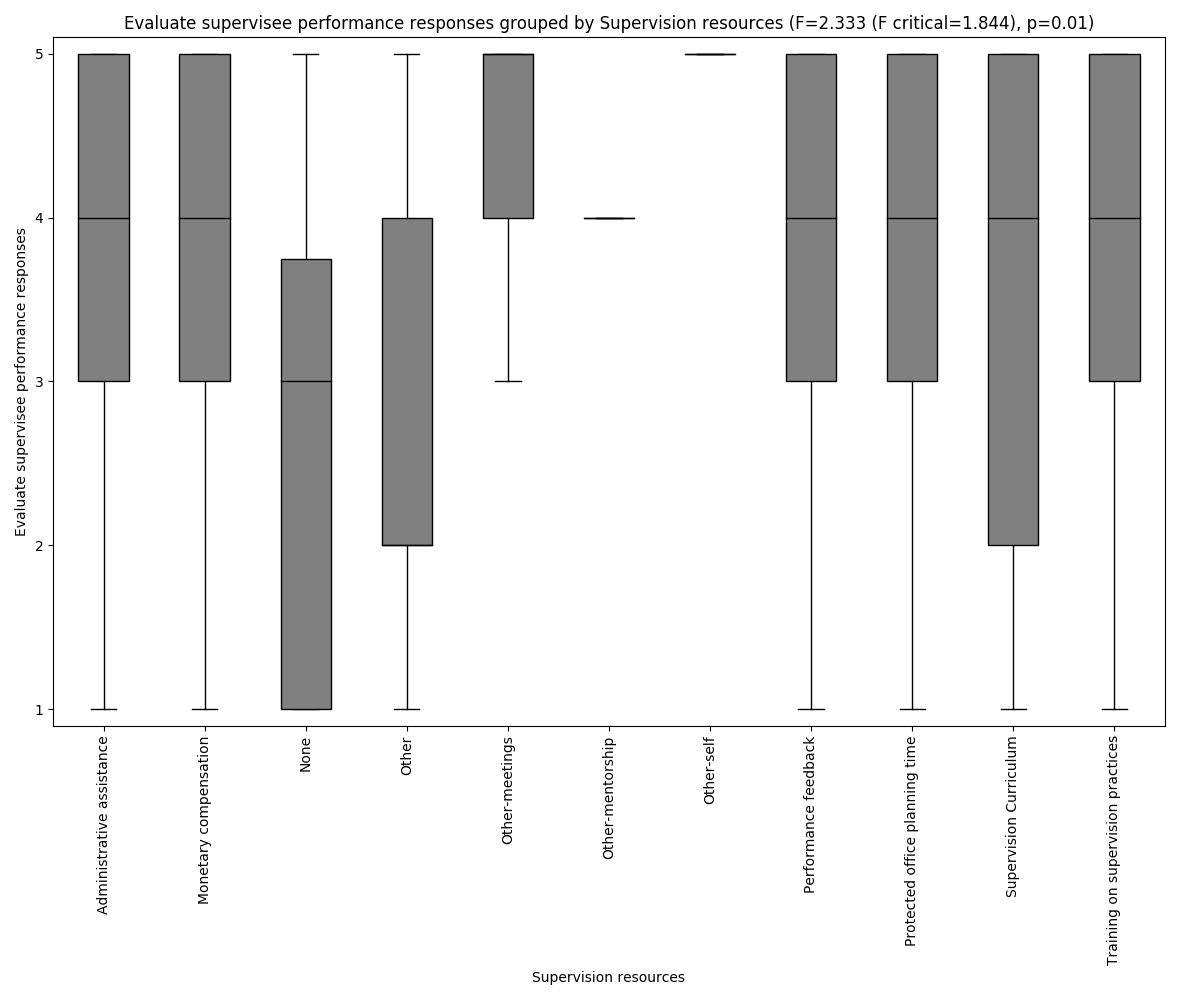 Evaluate supervisee performance responses grouped by Supervision resources (F=2.333 (F critical=1.844), p=0.01)
Evaluate supervisee performance responses
5
4
3
2
1
Administrative assistance
Monetary compensation
None
Other
Other-meetings
Other-mentorship
Other-self
Performance feedback
Protected office planning time
Supervision Curriculum
Training on supervision practices
Supervision resources